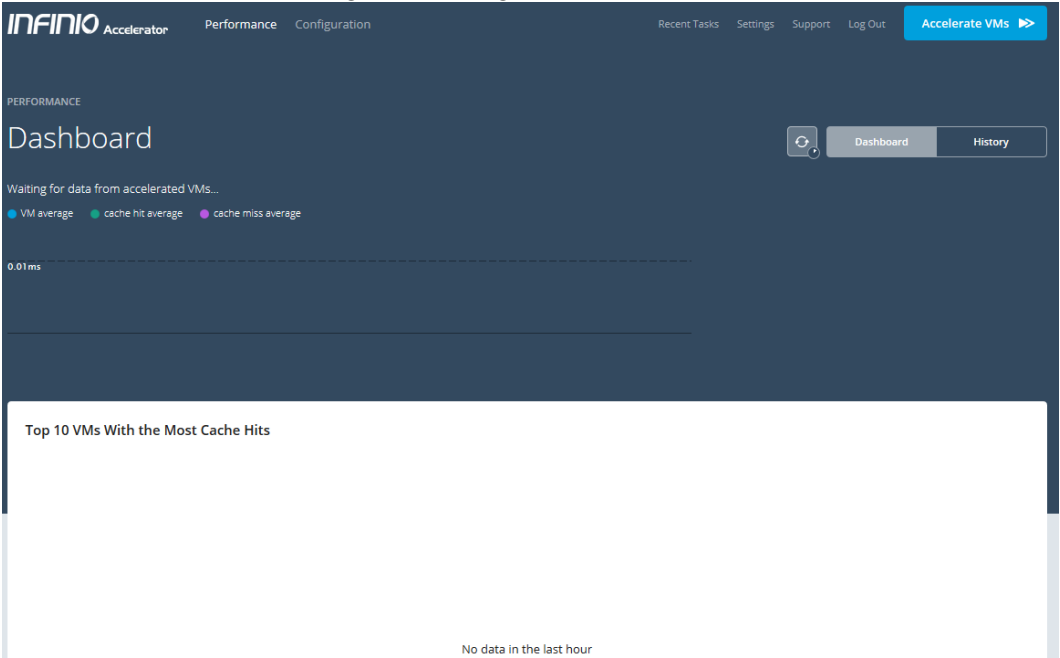 INFINIO Accelerator Performance Configuration Recent Tasks Settings Support Log Out Accelerate VMs
PERFORMANCE
Dashboard
Dashboard History
Waiting for data from accelerated VMs...
VM average cache hit average cache miss average
0.01ms
Top 10 VMs With the Most Cache Hits
No data in the last hour